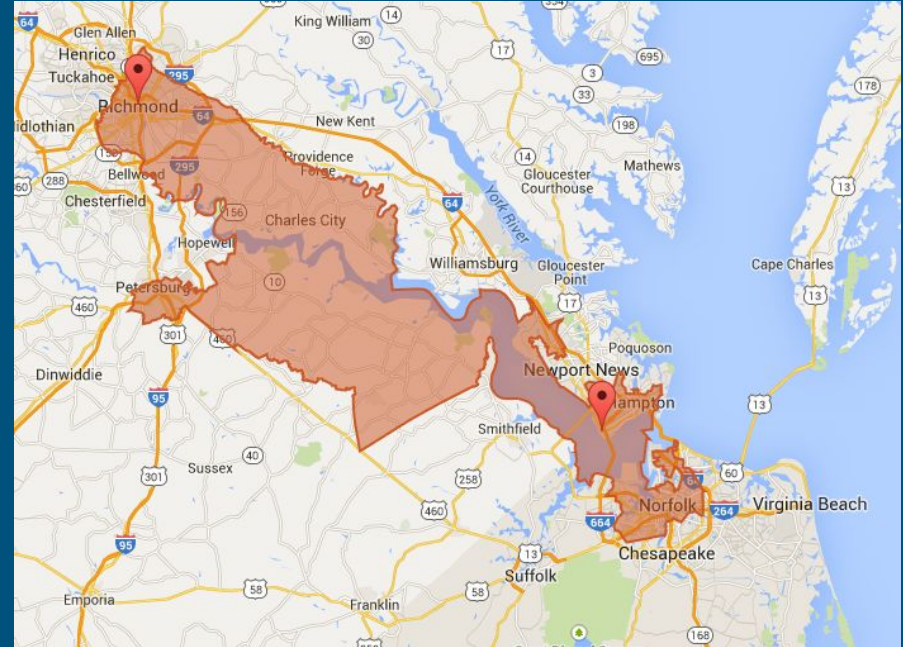 354
King William
14
64
30
17
695
Glen Allen
Henrico
3
Tuckahoe
295
178
33
Richmond
64
New Kent
198
Providence
Forge
14
Mathews
Bellwood
295
Gloucester
Courthouse
288
156
64
13
Chesterfield
York River
Charles City
Hopewell
Williamsburg
Gloucester
Point
Cape Charles
10
Petersburg
17
13
460
301
460
Poquoson
Dinwiddie
Newport News
95
Hampton
13
Smithfield
40
Sussex
60
258
64
301
Norfolk
264
Virginia Beach
460
664
95
13
Chesapeake
Suffolk
58
58
Emporia
Franklin
168